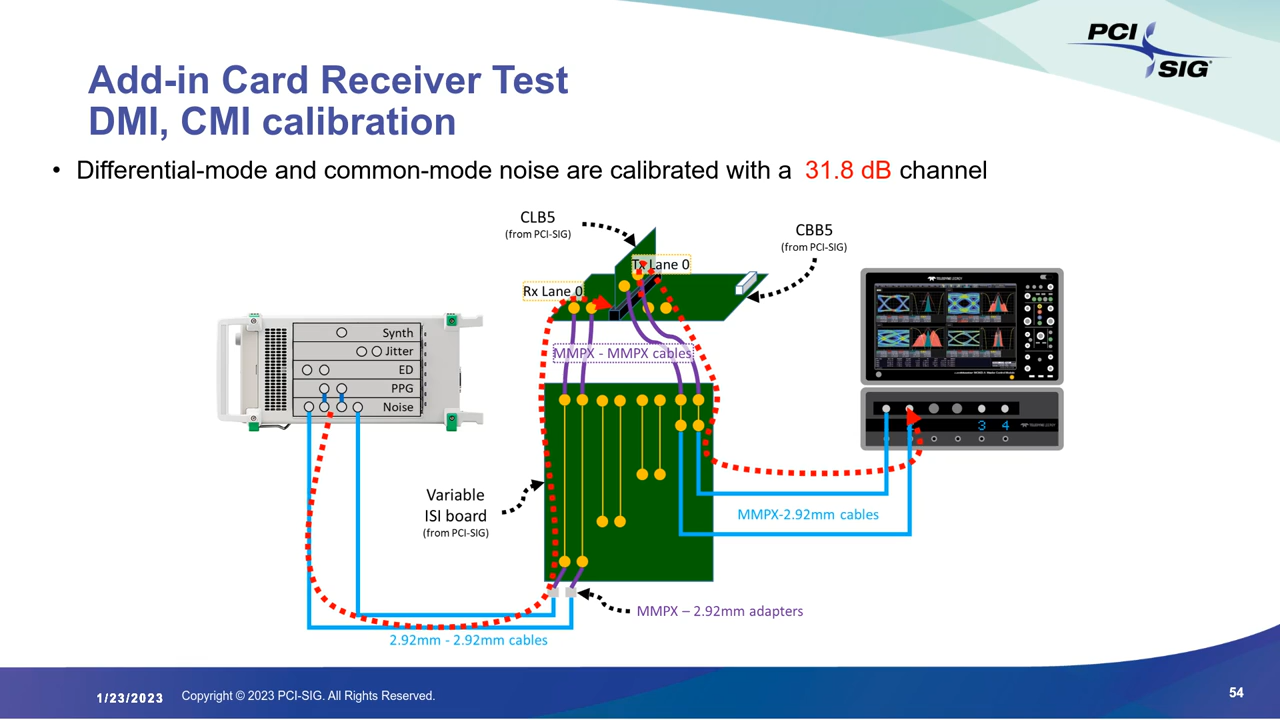 PCI
SIG
Add-in Card Receiver Test
DMI, CMI calibration
• Differential-mode and common-mode noise are calibrated with a 31.8 dB channel
CLB5
(from PCI-SIG)
CBB5
(from PCI-SIG)
Tx Lane 0
Rx Lane 0
MMPX - MMPX cables
Synth
Jitter
ED
PPG
Noise
TELEDYNE LECROY
3 4
Variable
ISI board
(from PCI-SIG)
MMPX-2.92mm cables
MMPX – 2.92mm adapters
2.92mm - 2.92mm cables
1/23/2023
Copyright © 2023 PCI-SIG. All Rights Reserved.
54